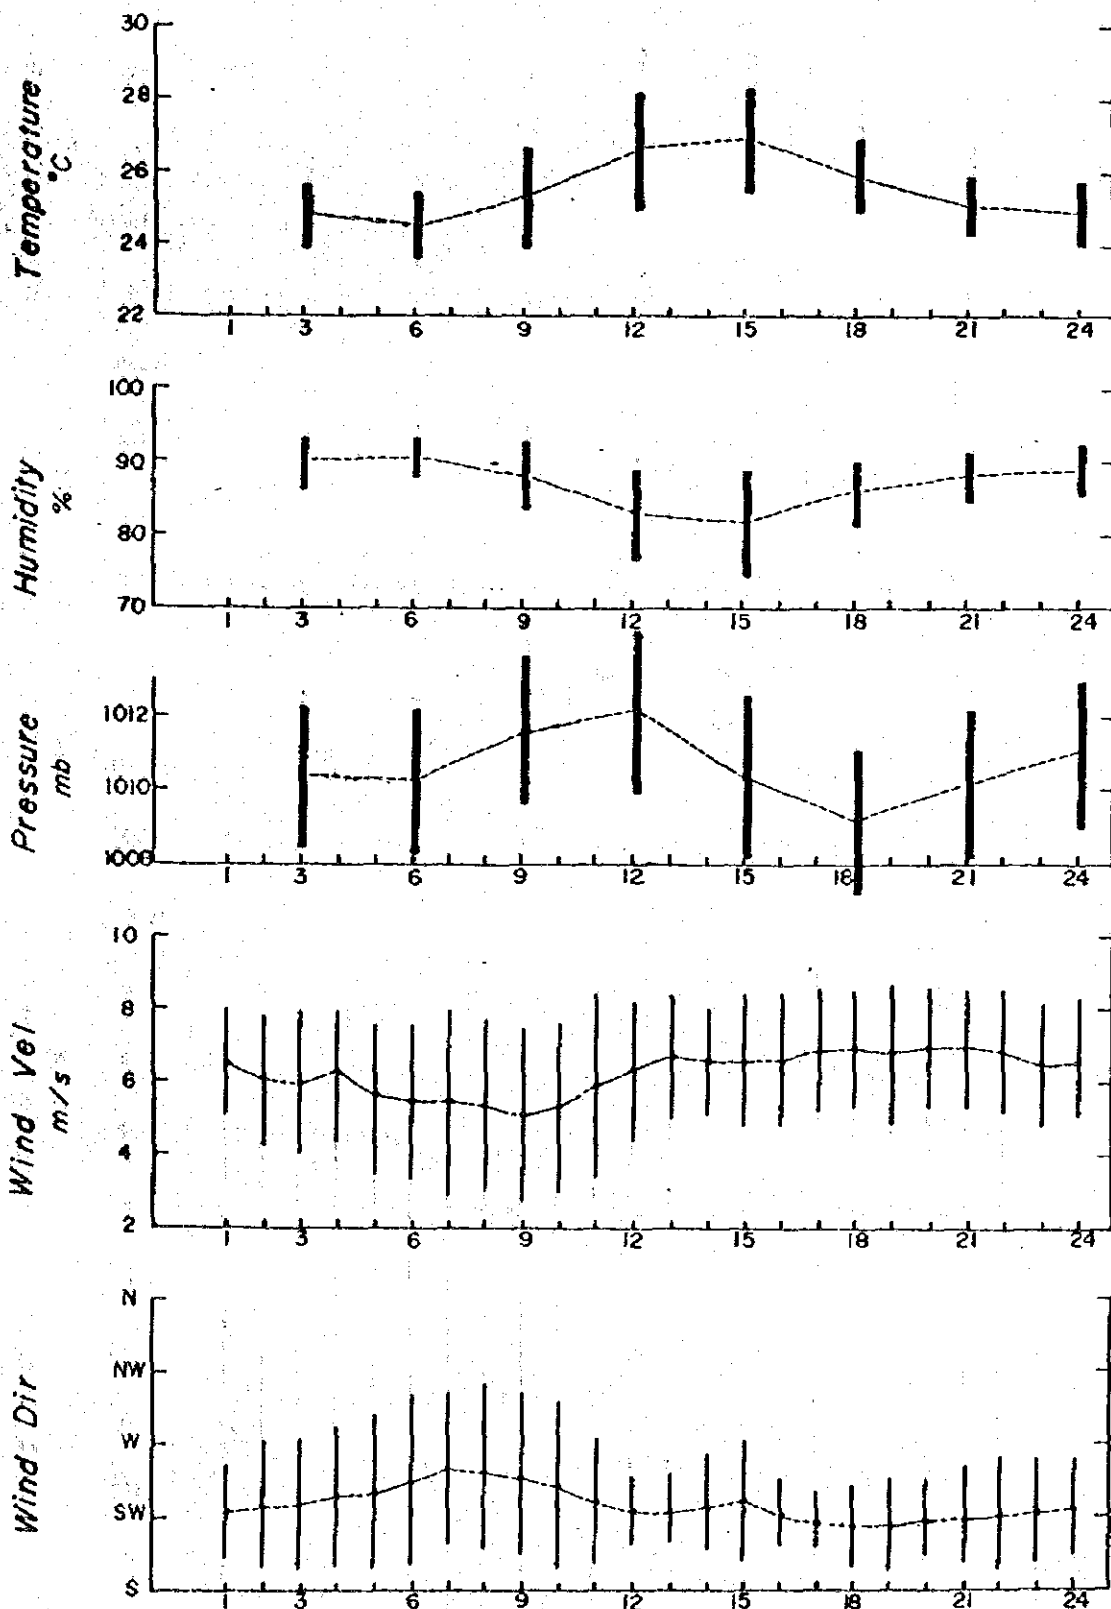 Temperature
°C
30
28
26
24
22
1 3 6 9 12 15 18 21 24
Humidity
%
100
90
80
70
1 3 6 9 12 15 18 21 24
Pressure
mb
1012
1010
1008
1 3 6 9 12 15 18 21 24
Wind Vel
m/s
10
8
6
4
2
1 3 6 9 12 15 18 21 24
Wind Dir
N
NW
W
SW
S
1 3 6 9 12 15 18 21 24